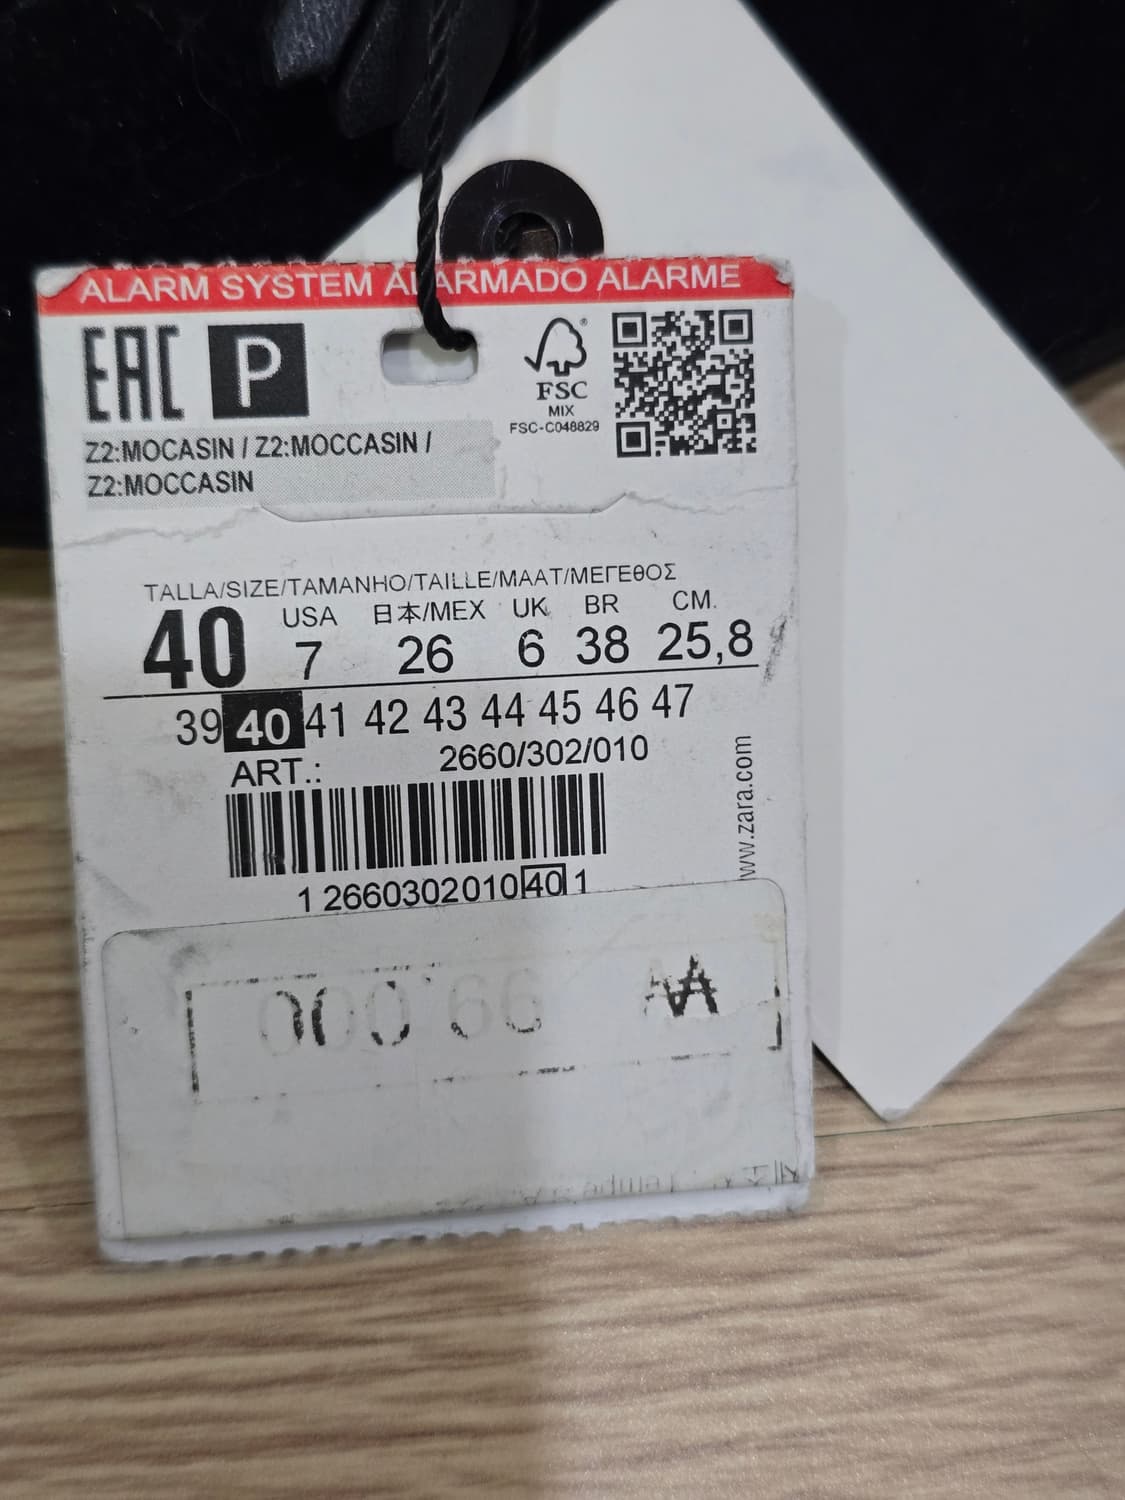 ALARM SYSTEM ALARMADO ALARME
EAC P
FSC
MIX
FSC-C048829
Z2:MOCASIN / Z2:MOCCASIN /
Z2:MOCCASIN
TALLA/SIZE/TAMANHO/TAILLE/MAAT/ΜΕΓΕΘΟΣ
40
USA 日本/MEX UK BR CM.
7 26 6 38 25,8
39 40 41 42 43 44 45 46 47
ART.: 2660/302/010
www.zara.com
1 2660302010 40 1